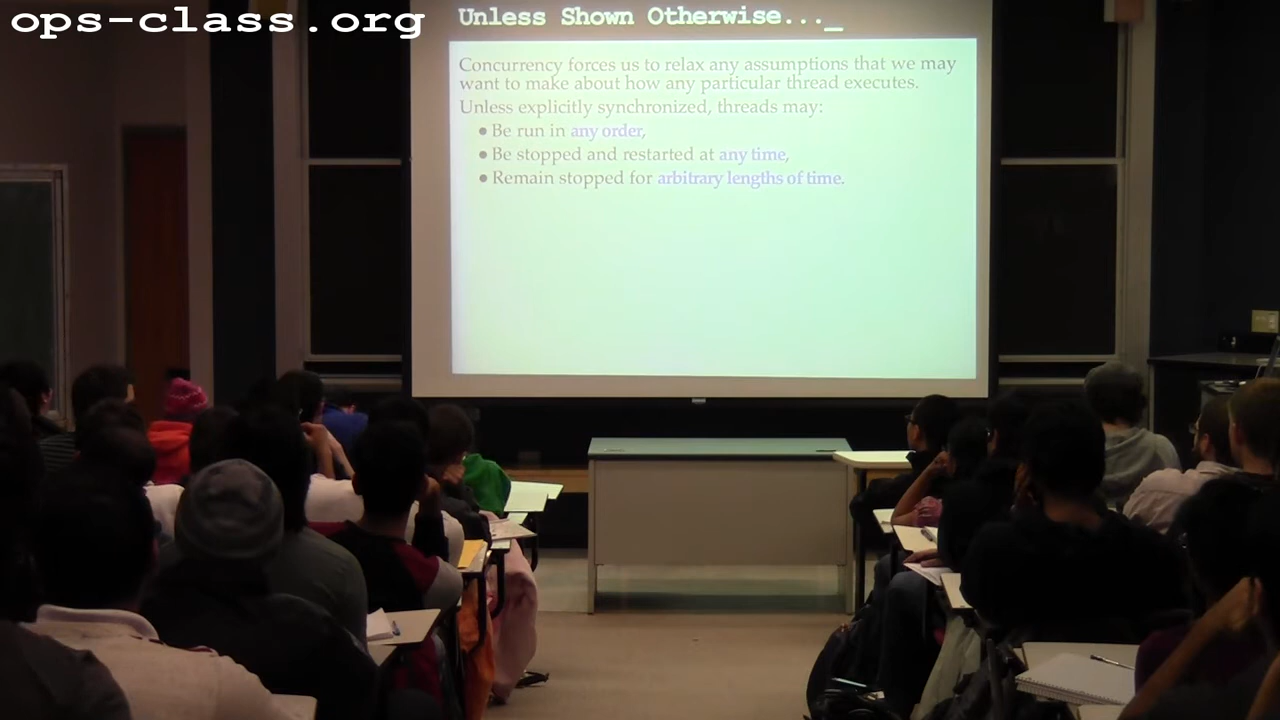 ops-class.org
Unless Shown Otherwise..._
Concurrency forces us to relax any assumptions that we may
want to make about how any particular thread executes.
Unless explicitly synchronized, threads may:
● Be run in any order,
● Be stopped and restarted at any time,
● Remain stopped for arbitrary lengths of time.